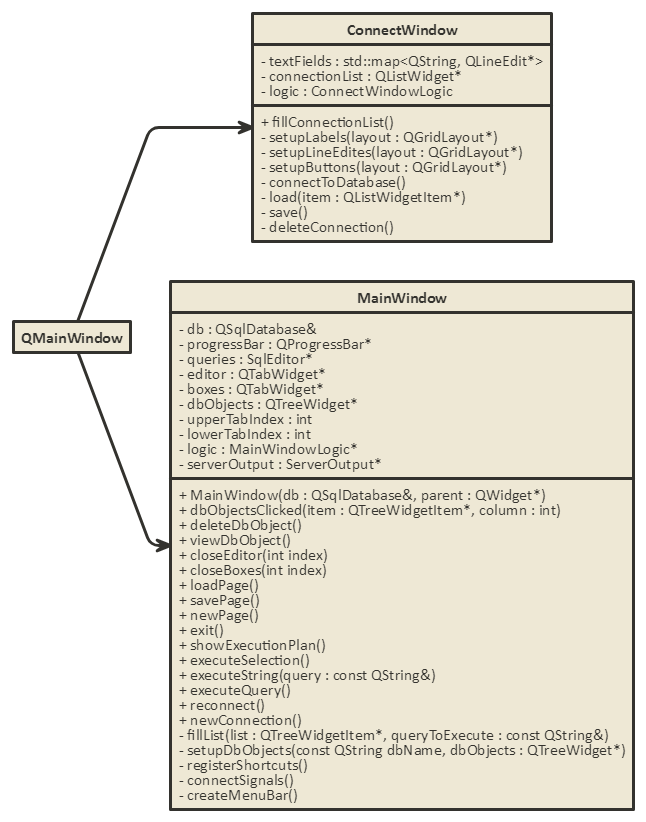 ConnectWindow
- textFields : std::map<QString, QLineEdit*>
- connectionList : QListWidget*
- logic : ConnectWindowLogic
+ fillConnectionList()
- setupLabels(layout : QGridLayout*)
- setupLineEdites(layout : QGridLayout*)
- setupButtons(layout : QGridLayout*)
- connectToDatabase()
- load(item : QListWidgetItem*)
- save()
- deleteConnection()
QMainWindow
MainWindow
- db : QSqlDatabase&
- progressBar : QProgressBar*
- queries : SqlEditor*
- editor : QTabWidget*
- boxes : QTabWidget*
- dbObjects : QTreeWidget*
- upperTabIndex : int
- lowerTabIndex : int
- logic : MainWindowLogic*
- serverOutput : ServerOutput*
+ MainWindow(db : QSqlDatabase&, parent : QWidget*)
+ dbObjectsClicked(item : QTreeWidgetItem*, column : int)
+ deleteDbObject()
+ viewDbObject()
+ closeEditor(int index)
+ closeBoxes(int index)
+ loadPage()
+ savePage()
+ newPage()
+ exit()
+ showExecutionPlan()
+ executeSelection()
+ executeString(query : const QString&)
+ executeQuery()
+ reconnect()
+ newConnection()
- fillList(list : QTreeWidgetItem*, queryToExecute : const QString&)
- setupDbObjects(const QString dbName, dbObjects : QTreeWidget*)
- registerShortcuts()
- connectSignals()
- createMenuBar()